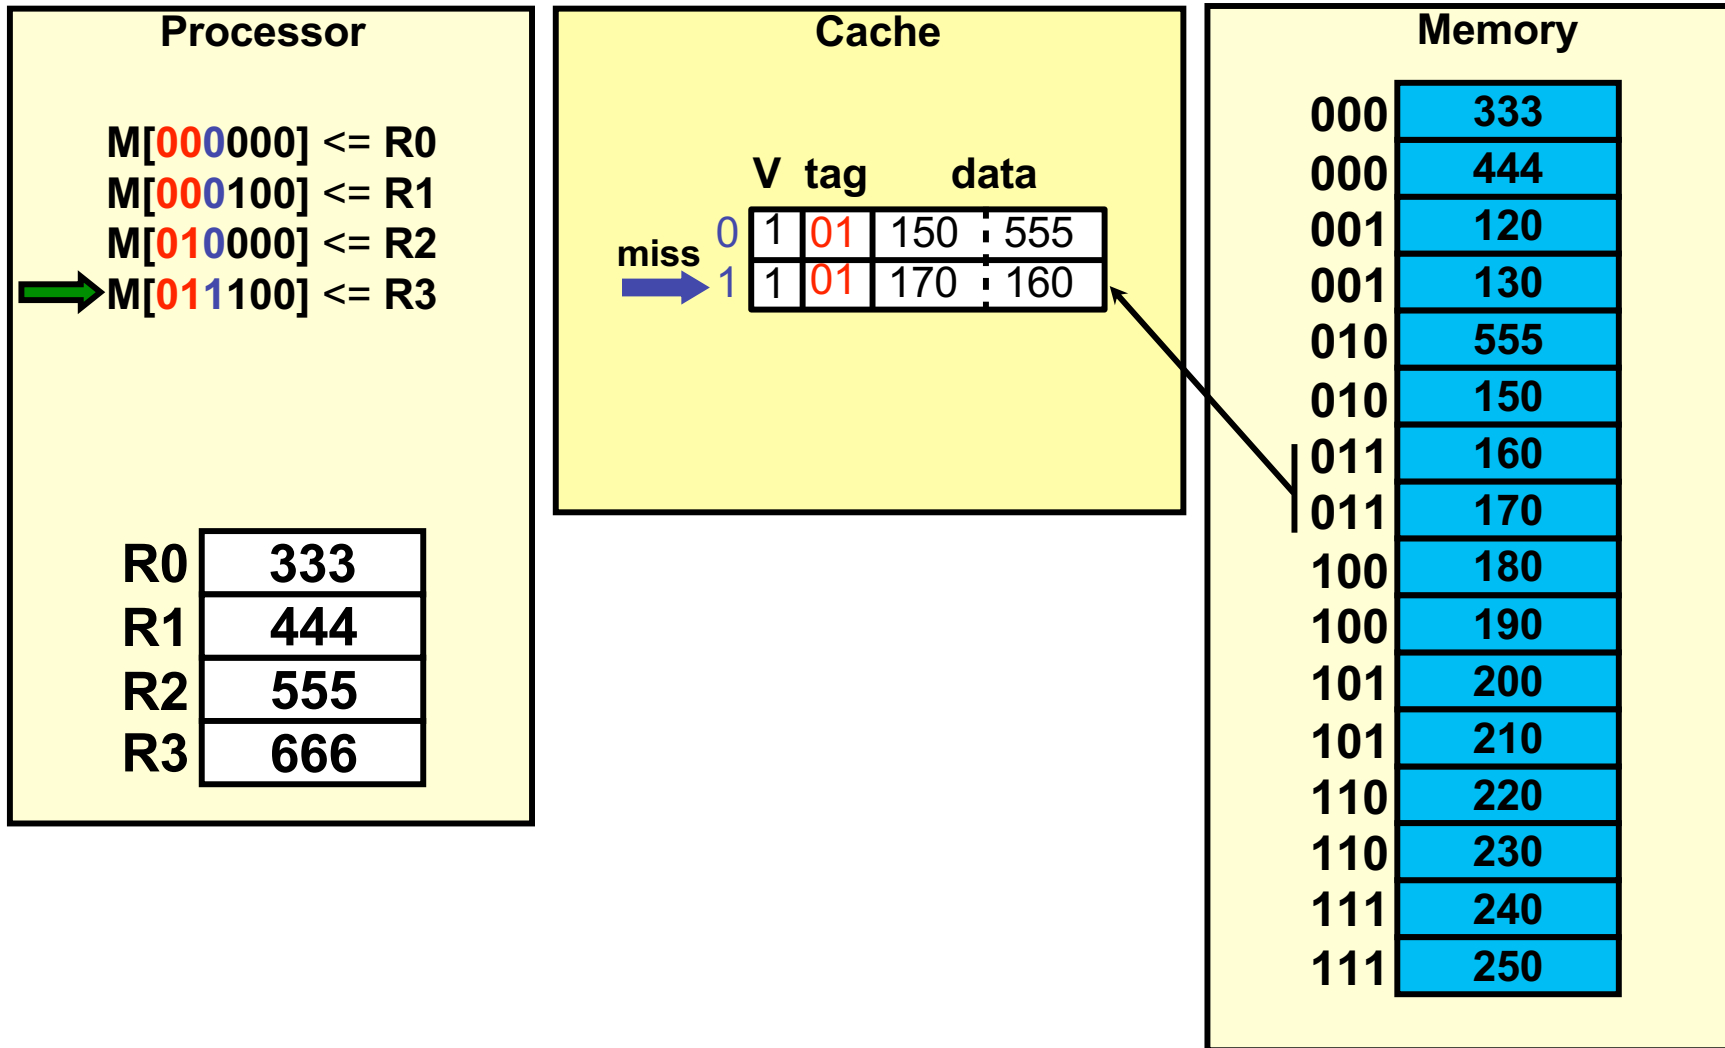 Processor
M[000000] <= R0
M[000100] <= R1
M[010000] <= R2
M[011100] <= R3
R0 333
R1 444
R2 555
R3 666
Cache
V tag data
0 1 01 150 555
miss
1 1 01 170 160
Memory
000 333
000 444
001 120
001 130
010 555
010 150
011 160
011 170
100 180
100 190
101 200
101 210
110 220
110 230
111 240
111 250